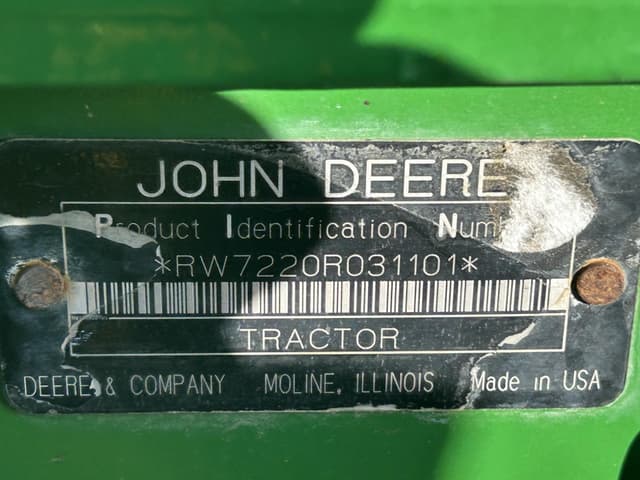 JOHN DEERE
Product Identification Num
*RW7220R031101*
TRACTOR
DEERE & COMPANY MOLINE, ILLINOIS Made in USA